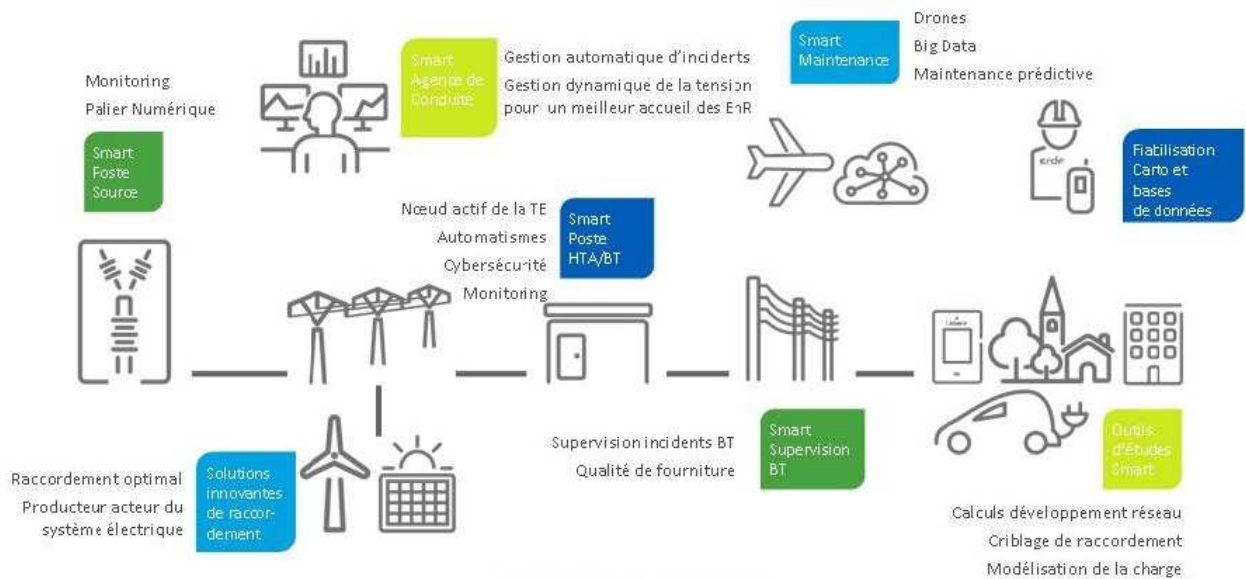 Monitoring
Palier Numérique
Smart
Foste
Source
Smart
Agence de
Conduite
Gestion automatique d'inciderts
Gestion dynamique de la tension
pour un meilleur accueil des EnR
Smart
Maintenance
Drones
Big Data
Maintenance prédictive
erdf
Fiabilisation
Carto et
bases
de données
Nœud actif de la TE
Automatismes
Cybersécurité
Monitoring
Smart
Poste
HTA/BT
Raccordement optimal
Producteur acteur du
système électrique
Solutions
innovantes
de raccor-
dement
Supervision incidents BT
Qualité de fourniture
Smart
Supervision
BT
Outils
d'études
Smart
Calculs développement réseau
Criblage de raccordement
Modélisation de la charge